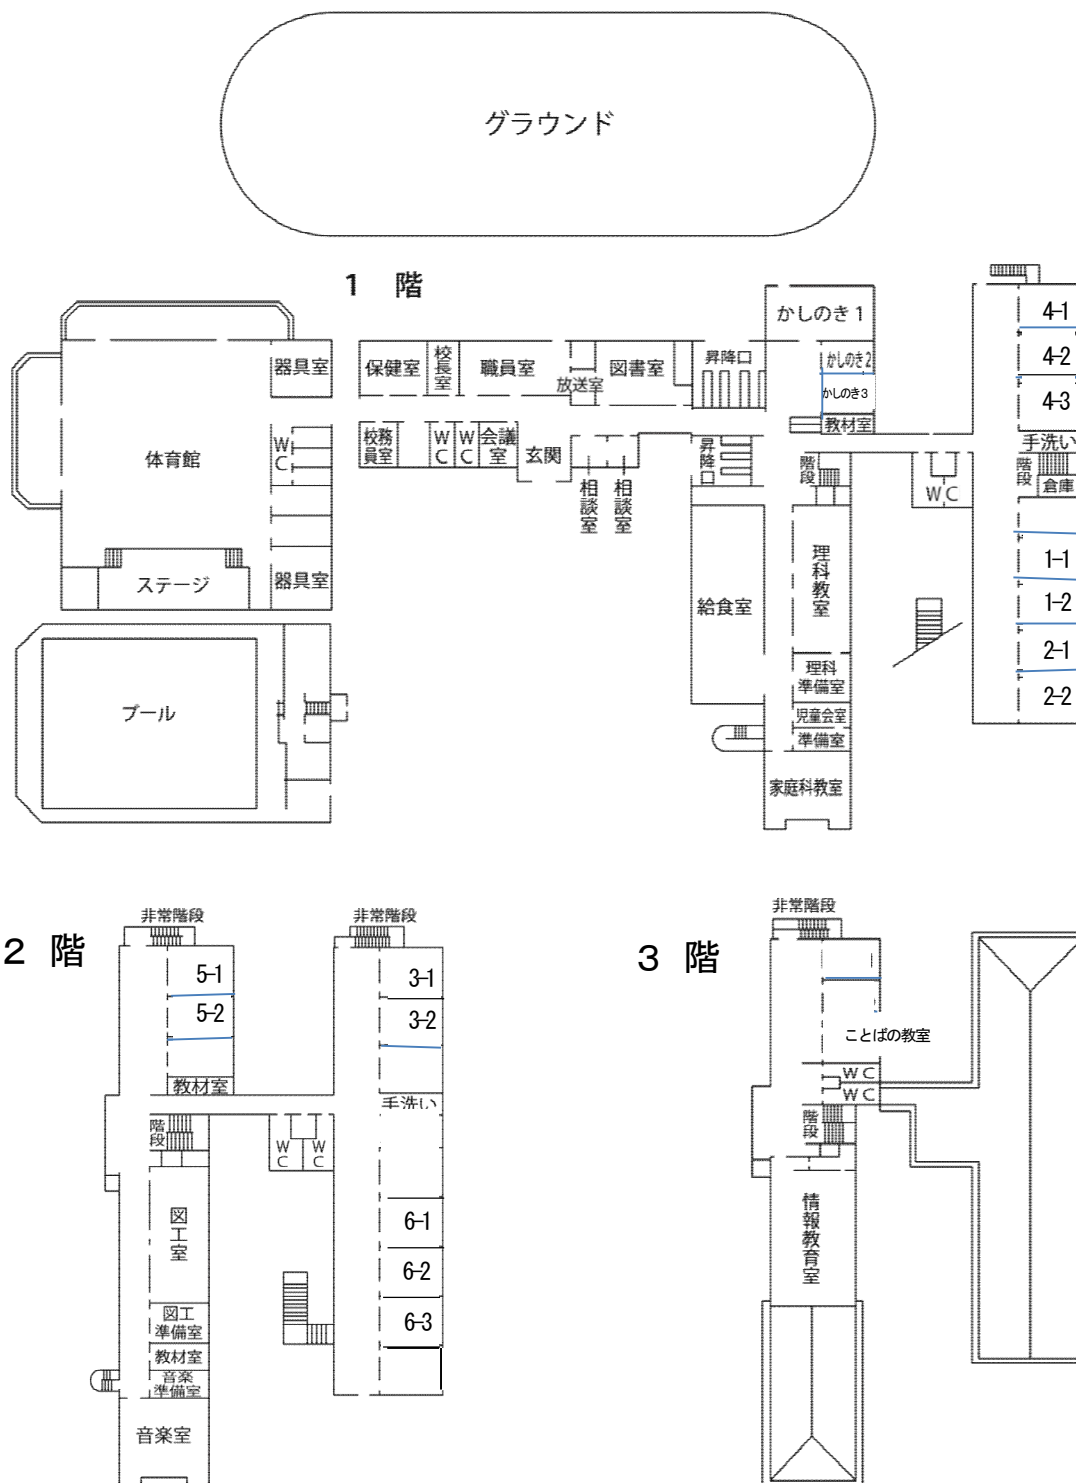 グラウンド
1 階
かしのき1
4-1
器具室
保健室
校長室
職員室
放送室
図書室
昇降口
かしのき2
4-2
かしのき3
4-3
教材室
体育館
WC
校務員室
WC
WC
会議室
玄関
相談室
相談室
昇降口
階段
手洗い
階段
倉庫
WC
ステージ
器具室
給食室
理科教室
1-1
1-2
2-1
2-2
理科準備室
児童会室
準備室
家庭科教室
プール
2 階
非常階段
5-1
5-2
教材室
階段
WC
WC
図工室
図工準備室
教材室
音楽準備室
音楽室
非常階段
3-1
3-2
手洗い
6-1
6-2
6-3
3 階
非常階段
ことばの教室
WC
WC
階段
情報教育室